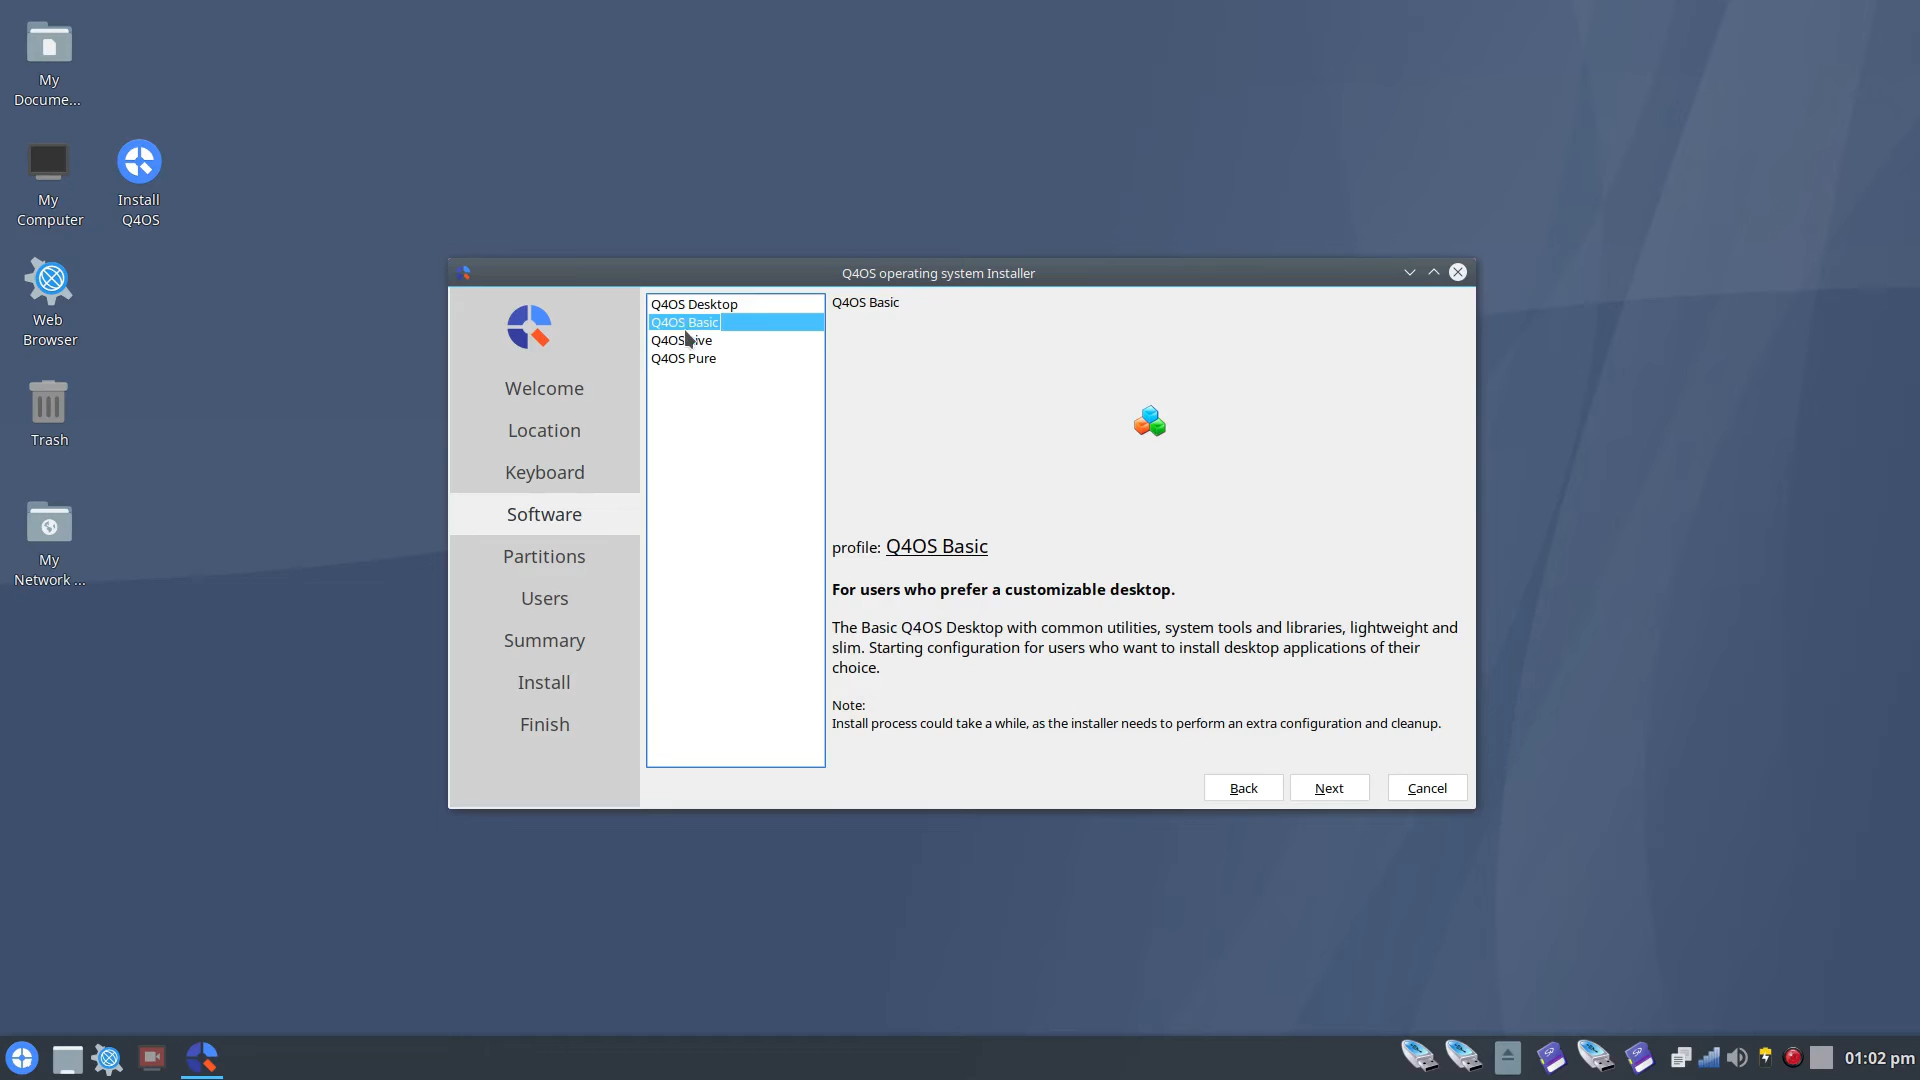 My
Docume...
My
Computer
Install
Q4OS
Web
Browser
Trash
My
Network ...
Q4OS operating system Installer
Welcome
Location
Keyboard
Software
Partitions
Users
Summary
Install
Finish
Q4OS Desktop
Q4OS Basic
Q4OS ive
Q4OS Pure
Q4OS Basic
profile: Q4OS Basic
For users who prefer a customizable desktop.
The Basic Q4OS Desktop with common utilities, system tools and libraries, lightweight and
slim. Starting configuration for users who want to install desktop applications of their
choice.
Note:
Install process could take a while, as the installer needs to perform an extra configuration and cleanup.
Back
Next
Cancel
01:02 pm